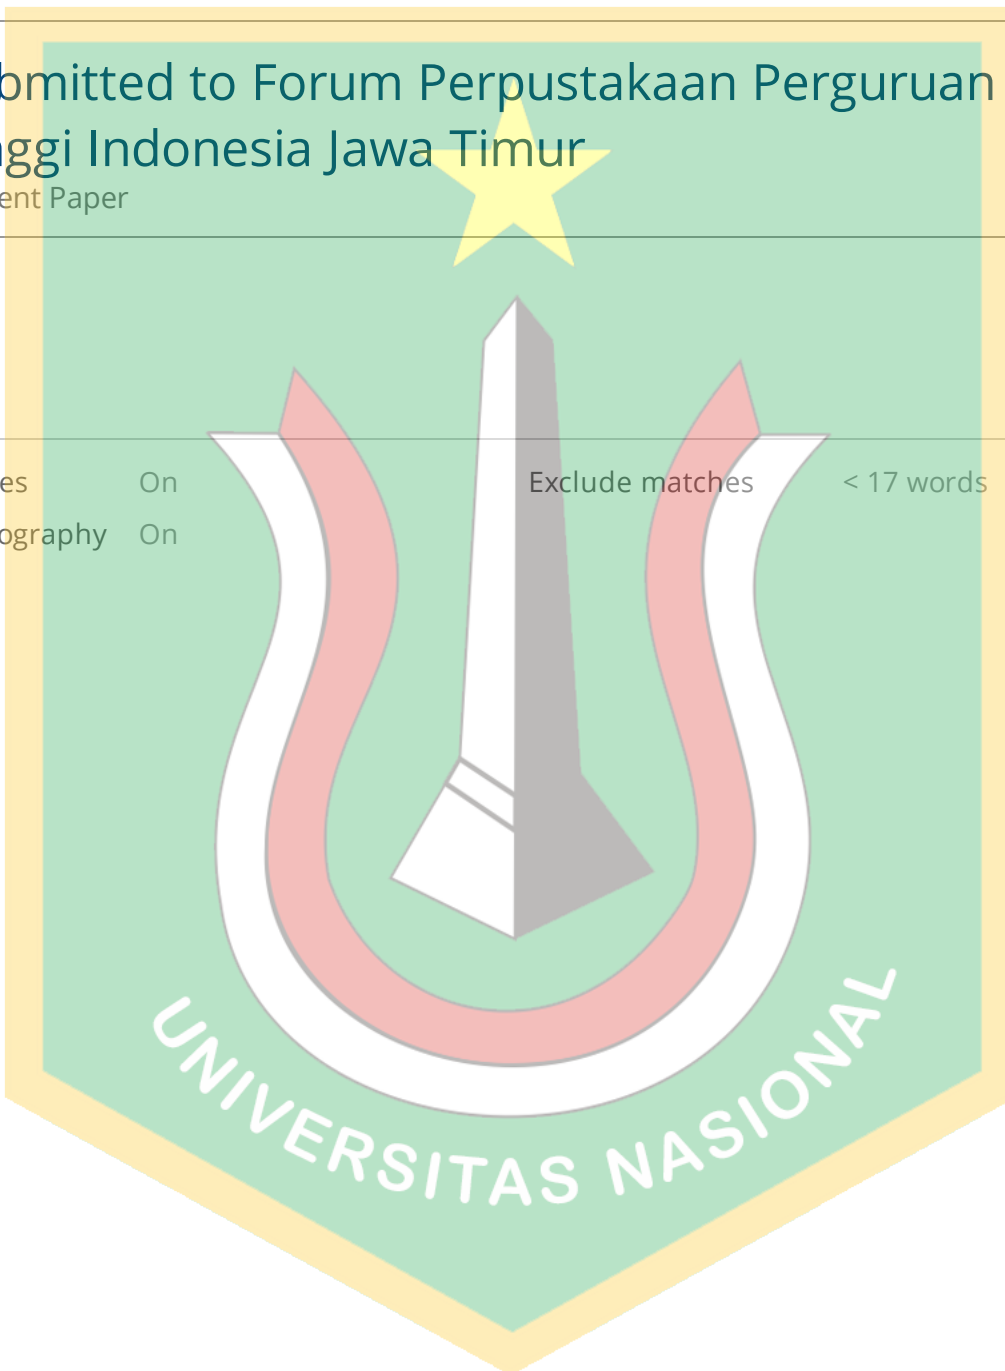 bmitted to Forum Perpustakaan Perguruan
ggi Indonesia Jawa Timur
ent Paper
es On Exclude matches < 17 words
ography On
UNIVERSITAS NASIONAL